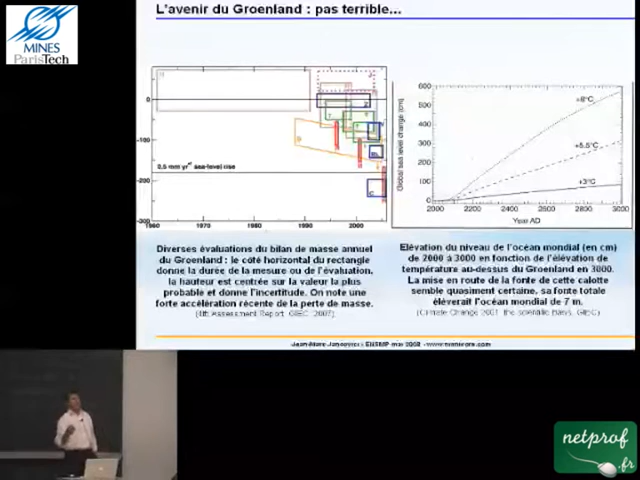 L'avenir du Groenland : pas terrible...
MINES
ParisTech
0
-100
-200
-300
0.5 mm yr⁻¹ sea-level rise
1960
1970
1980
1990
2000
Global sea level change (cm)
600
500
400
300
200
100
0
+8°C
+5.5°C
+3°C
2000
2200
2400
2600
2800
3000
Year AD
Diverses évaluations du bilan de masse annuel
du Groenland : le côté horizontal du rectangle
donne la durée de la mesure ou de l'évaluation,
la hauteur est centrée sur la valeur la plus
probable et donne l'incertitude. On note une
forte accélération récente de la perte de masse.
(4th Assessment Report, GIEC, 2007)
Elévation du niveau de l'océan mondial (en cm)
de 2000 à 3000 en fonction de l'élévation de
température au-dessus du Groenland en 3000.
La mise en route de la fonte de cette calotte
semble quasiment certaine, sa fonte totale
élèverait l'océan mondial de 7 m.
(Climate Change 2001, the scientific basis, GIEC)
Jean-Marc Jancovici - ENSMP mai 2008 - www.manicore.com
netprof
.fr